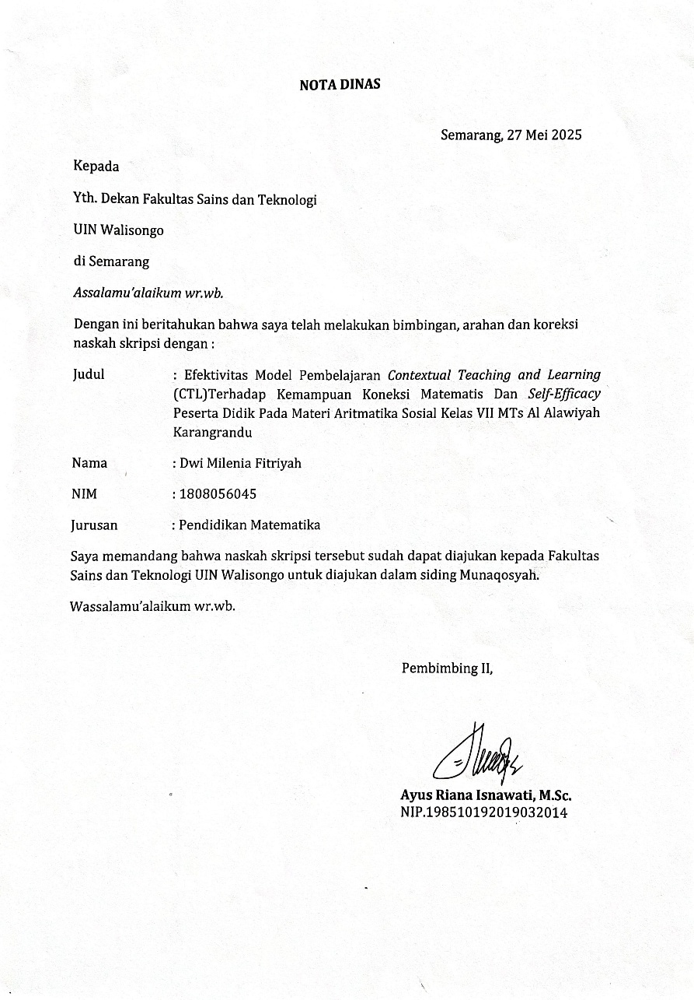 NOTA DINAS
Semarang, 27 Mei 2025
Kepada
Yth. Dekan Fakultas Sains dan Teknologi
UIN Walisongo
di Semarang
Assalamu'alaikum wr.wb.
Dengan ini beritahukan bahwa saya telah melakukan bimbingan, arahan dan koreksi
naskah skripsi dengan :
Judul : Efektivitas Model Pembelajaran Contextual Teaching and Learning
(CTL)Terhadap Kemampuan Koneksi Matematis Dan Self-Efficacy
Peserta Didik Pada Materi Aritmatika Sosial Kelas VII MTs Al Alawiyah
Karangrandu
Nama : Dwi Milenia Fitriyah
NIM : 1808056045
Jurusan : Pendidikan Matematika
Saya memandang bahwa naskah skripsi tersebut sudah dapat diajukan kepada Fakultas
Sains dan Teknologi UIN Walisongo untuk diajukan dalam siding Munaqosyah.
Wassalamu'alaikum wr.wb.
Pembimbing II,
Ayus Riana Isnawati, M.Sc.
NIP.198510192019032014